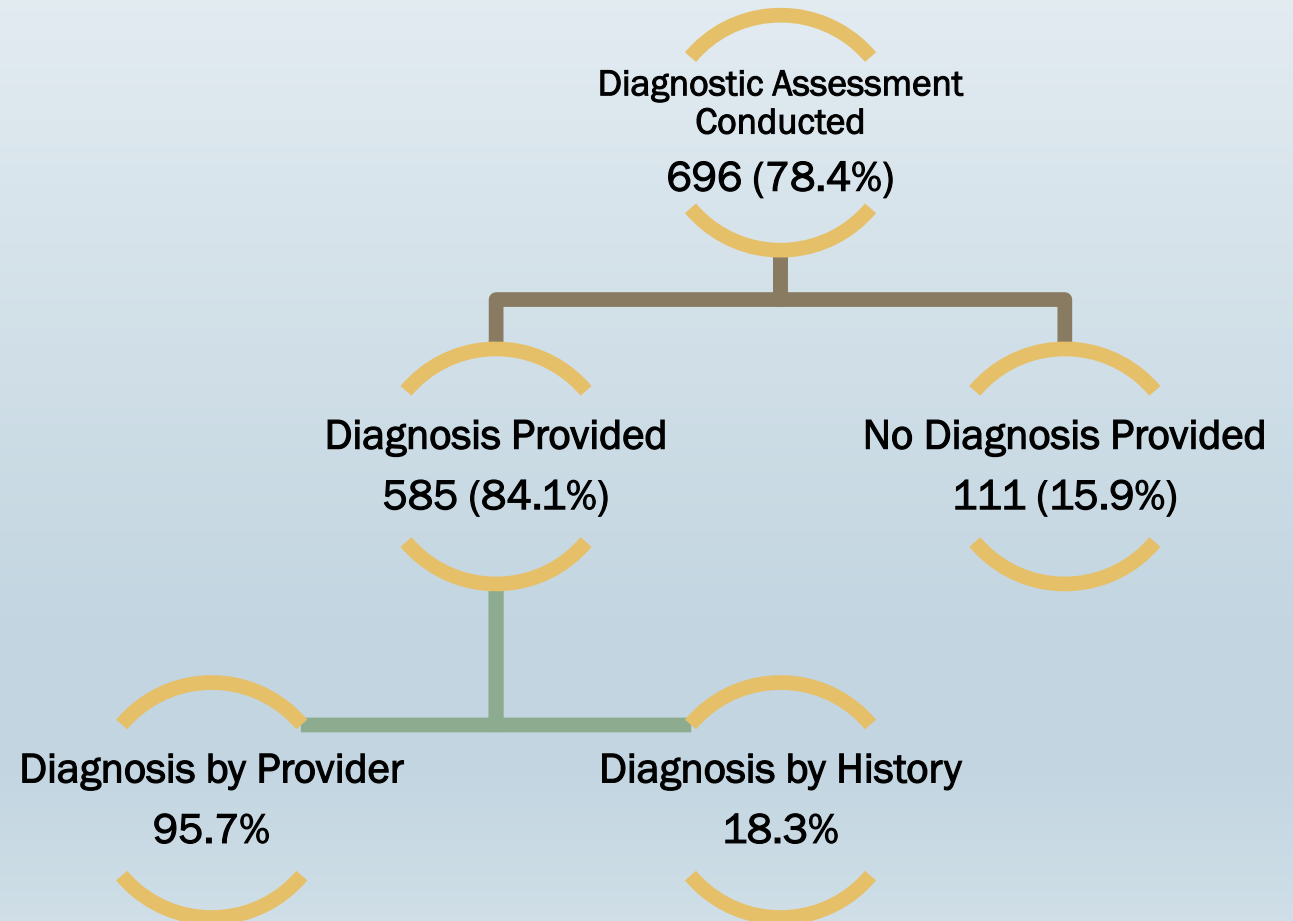 Diagnostic Assessment
Conducted
696 (78.4%)
Diagnosis Provided
585 (84.1%)
No Diagnosis Provided
111 (15.9%)
Diagnosis by Provider
95.7%
Diagnosis by History
18.3%